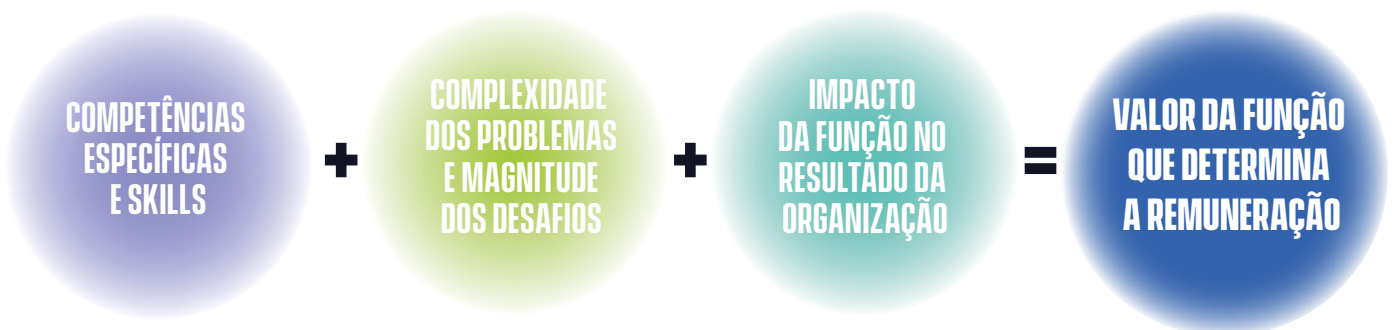 COMPETÊNCIAS
ESPECÍFICAS
E SKILLS
+
COMPLEXIDADE
DOS PROBLEMAS
E MAGNITUDE
DOS DESAFIOS
+
IMPACTO
DA FUNÇÃO NO
RESULTADO DA
ORGANIZAÇÃO
=
VALOR DA FUNÇÃO
QUE DETERMINA
A REMUNERAÇÃO